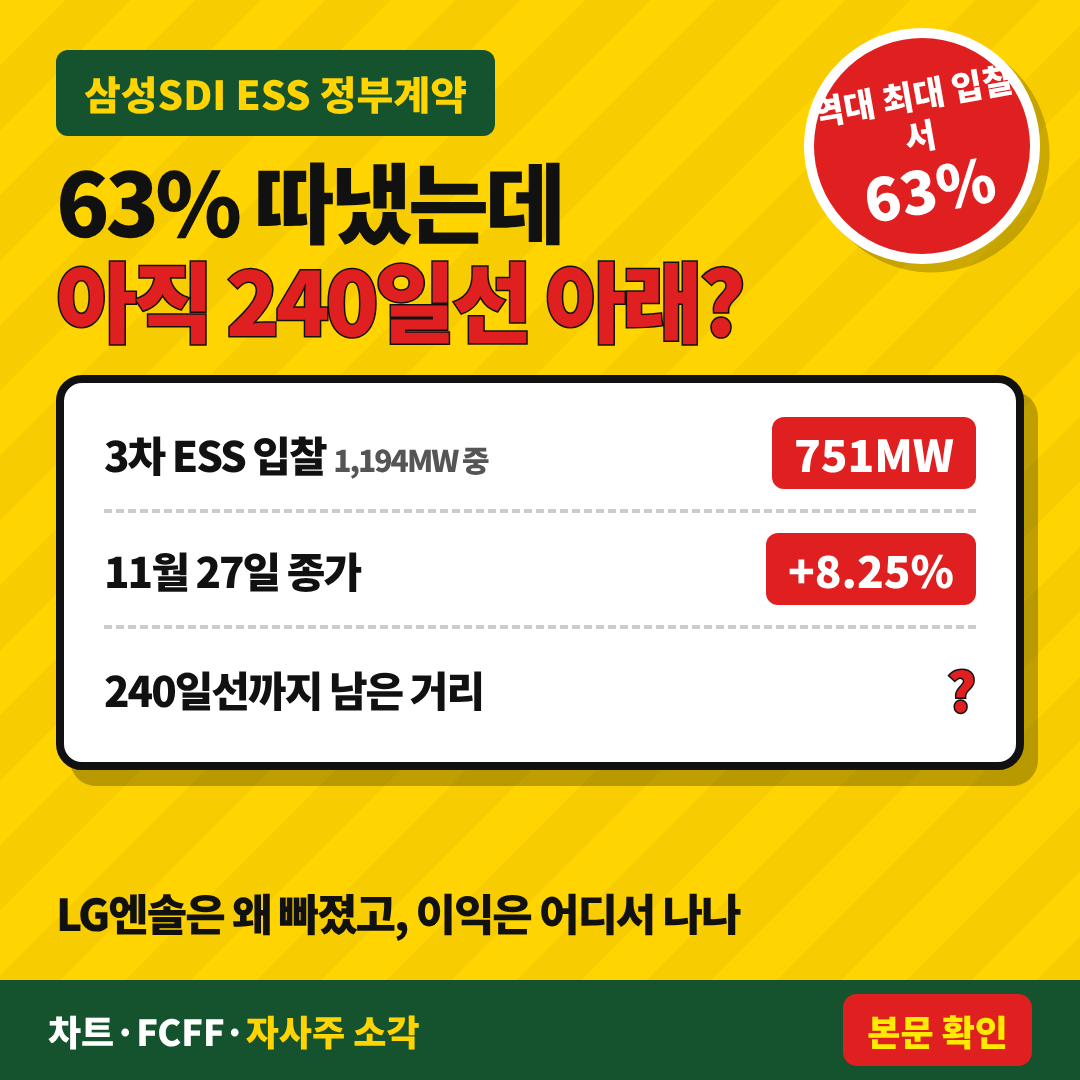 삼성SDI ESS 정부계약
역대 최대 입찰
서
63%
63% 따냈는데
아직 240일선 아래?
3차 ESS 입찰 1,194MW 중
751MW
11월 27일 종가
+8.25%
240일선까지 남은 거리
?
LG엔솔은 왜 빠졌고, 이익은 어디서 나나
차트·FCFF·자사주 소각
본문 확인